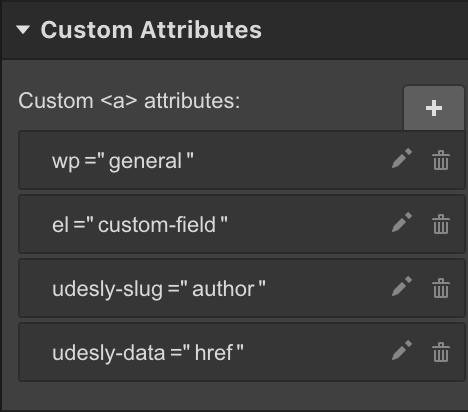 Custom Attributes
Custom <a> attributes:
+
wp =" general "
el =" custom-field "
udesly-slug =" author "
udesly-data =" href "